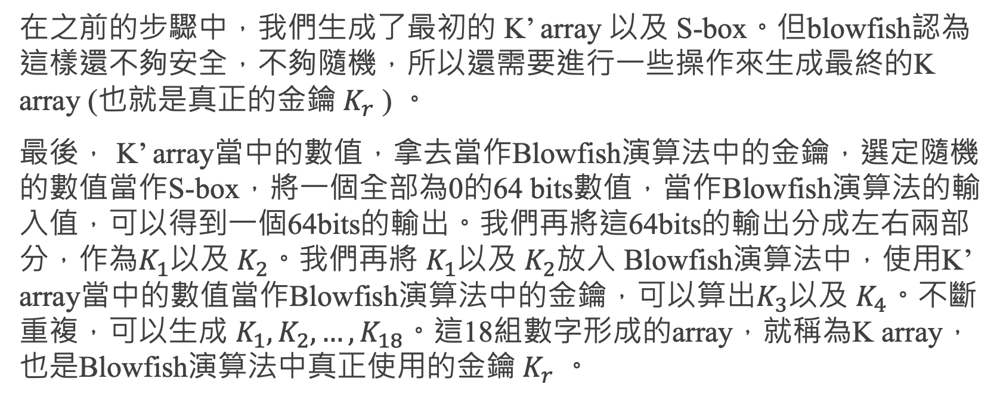 在之前的步驟中，我們生成了最初的 K’ array 以及 S-box。但blowfish認為
這樣還不夠安全，不夠隨機，所以還需要進行一些操作來生成最終的K
array (也就是真正的金鑰 K_r ) 。
最後， K’ array當中的數值，拿去當作Blowfish演算法中的金鑰，選定隨機
的數值當作S-box，將一個全部為0的64 bits數值，當作Blowfish演算法的輸
入值，可以得到一個64bits的輸出。我們再將這64bits的輸出分成左右兩部
分，作為K₁以及 K₂。我們再將 K₁以及 K₂放入 Blowfish演算法中，使用K’
array當中的數值當作Blowfish演算法中的金鑰，可以算出K₃以及 K₄。不斷
重複，可以生成 K₁, K₂, … , K₁₈。這18組數字形成的array，就稱為K array，
也是Blowfish演算法中真正使用的金鑰 K_r 。